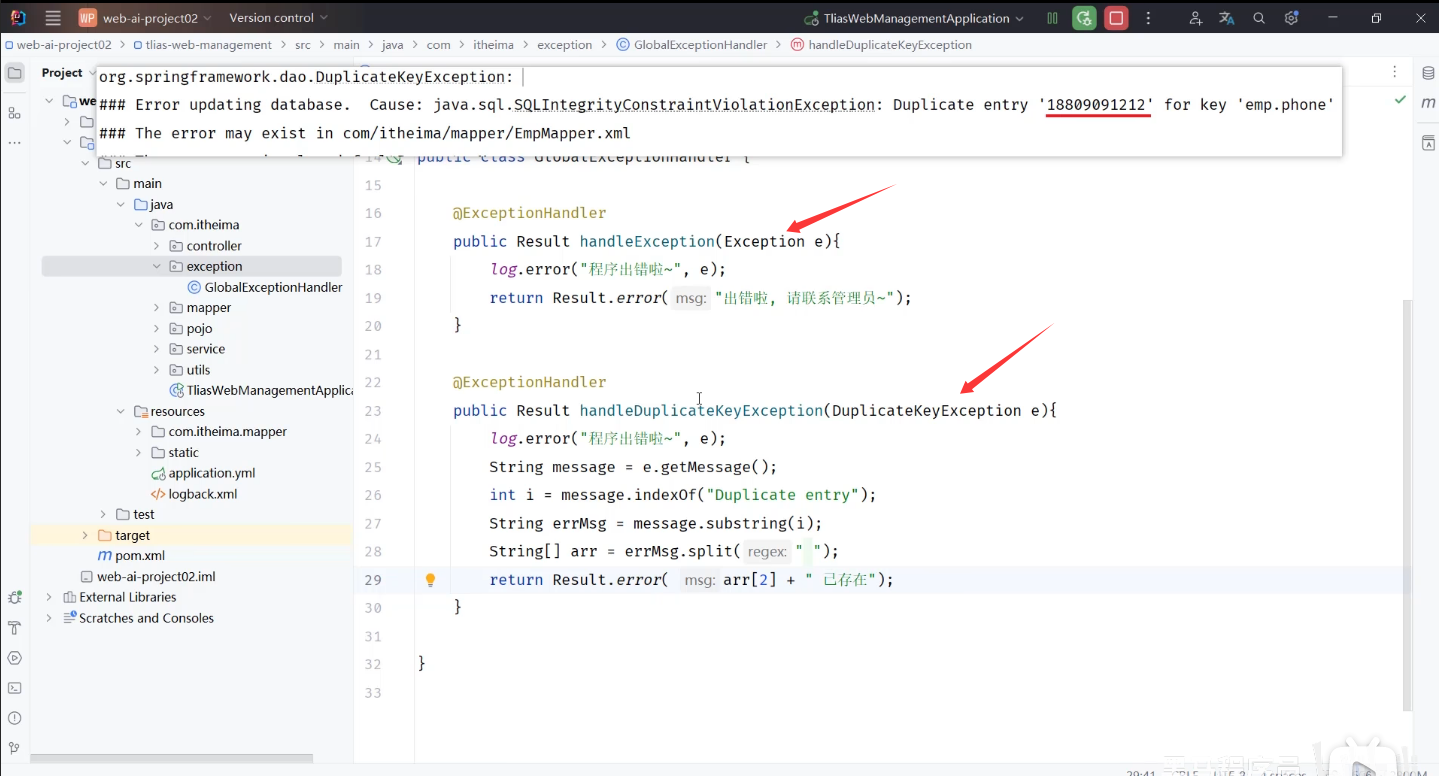 WP web-ai-project02 Version control TliasWebManagementApplication
web-ai-project02 > tlias-web-management > src > main > java > com > itheima > exception > GlobalExceptionHandler > handleDuplicateKeyException
Project
org.springframework.dao.DuplicateKeyException:
### Error updating database.  Cause: java.sql.SQLIntegrityConstraintViolationException: Duplicate entry '18809091212' for key 'emp.phone'
### The error may exist in com/itheima/mapper/EmpMapper.xml
we
src
main
java
com.itheima
controller
exception
GlobalExceptionHandler
mapper
pojo
service
utils
TliasWebManagementApplica
resources
com.itheima.mapper
static
application.yml
logback.xml
test
target
pom.xml
web-ai-project02.iml
External Libraries
Scratches and Consoles
14 public class GlobalExceptionHandler {
15
16 @ExceptionHandler
17 public Result handleException(Exception e){
18 log.error("程序出错啦~", e);
19 return Result.error( msg: "出错啦, 请联系管理员~");
20 }
21
22 @ExceptionHandler
23 public Result handleDuplicateKeyException(DuplicateKeyException e){
24 log.error("程序出错啦~", e);
25 String message = e.getMessage();
26 int i = message.indexOf("Duplicate entry");
27 String errMsg = message.substring(i);
28 String[] arr = errMsg.split( regex: " ");
29 return Result.error( msg: arr[2] + " 已存在");
30 }
31
32 }
33